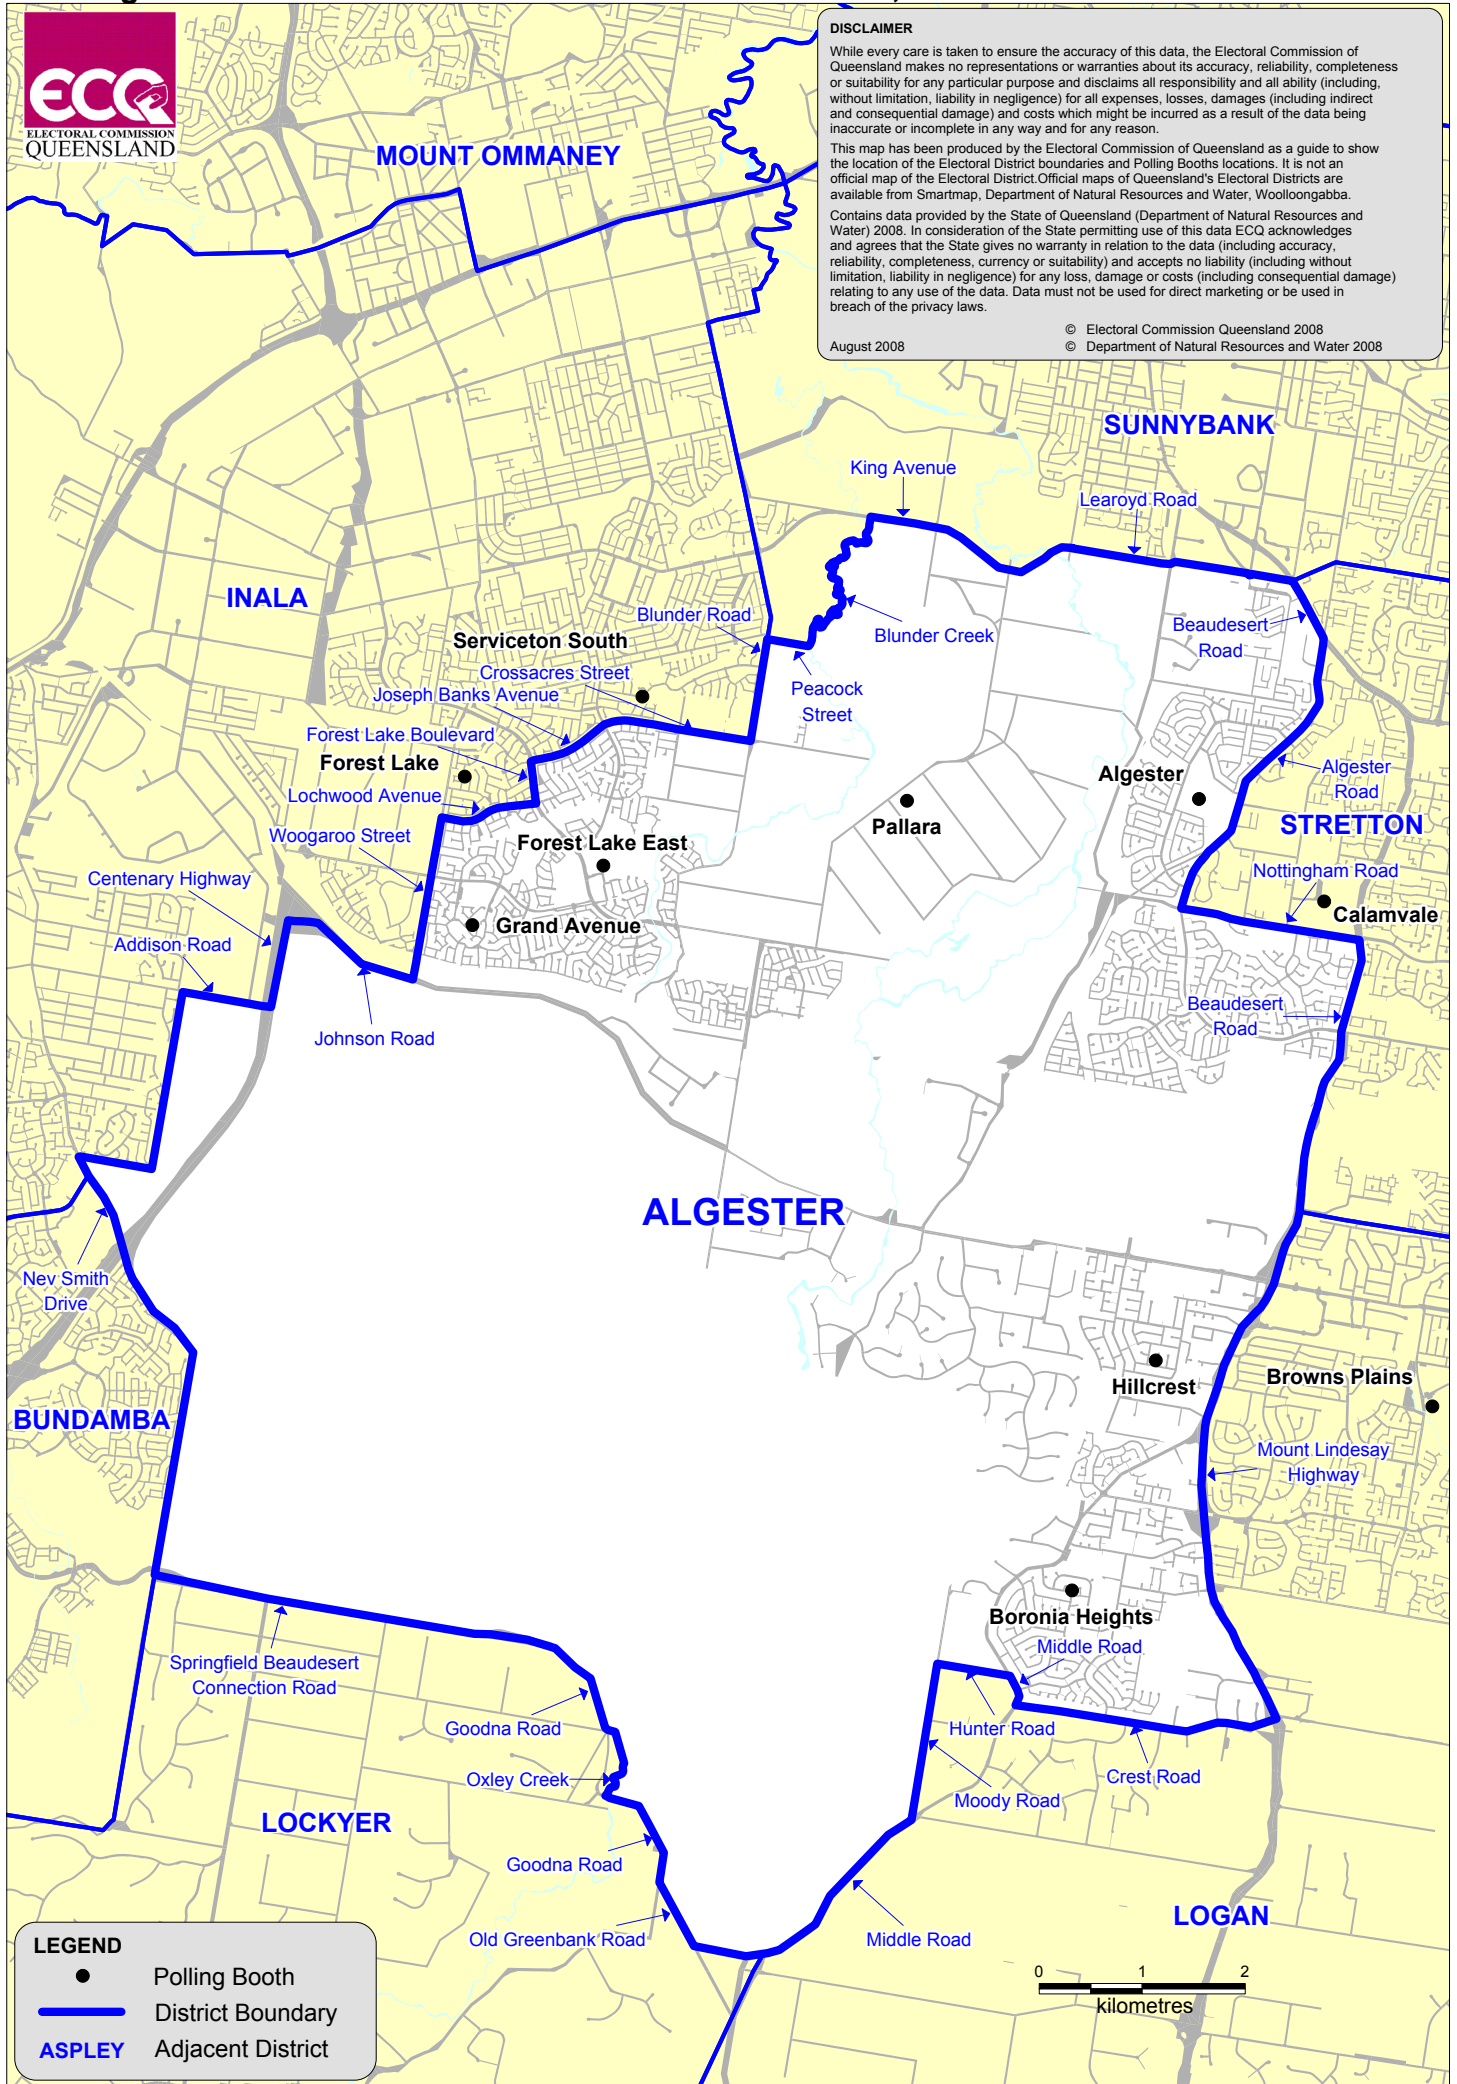 ECQ
ELECTORAL COMMISSION
QUEENSLAND
DISCLAIMER
While every care is taken to ensure the accuracy of this data, the Electoral Commission of
Queensland makes no representations or warranties about its accuracy, reliability, completeness
or suitability for any particular purpose and disclaims all responsibility and all ability (including,
without limitation, liability in negligence) for all expenses, losses, damages (including indirect
and consequential damage) and costs which might be incurred as a result of the data being
inaccurate or incomplete in any way and for any reason.
This map has been produced by the Electoral Commission of Queensland as a guide to show
the location of the Electoral District boundaries and Polling Booths locations. It is not an
official map of the Electoral District.Official maps of Queensland's Electoral Districts are
available from Smartmap, Department of Natural Resources and Water, Woolloongabba.
Contains data provided by the State of Queensland (Department of Natural Resources and
Water) 2008. In consideration of the State permitting use of this data ECQ acknowledges
and agrees that the State gives no warranty in relation to the data (including accuracy,
reliability, completeness, currency or suitability) and accepts no liability (including without
limitation, liability in negligence) for any loss, damage or costs (including consequential damage)
relating to any use of the data. Data must not be used for direct marketing or be used in
breach of the privacy laws.
© Electoral Commission Queensland 2008
August 2008
© Department of Natural Resources and Water 2008
MOUNT OMMANEY
SUNNYBANK
King Avenue
Learoyd Road
INALA
Blunder Road
Serviceton South
Blunder Creek
Beaudesert
Road
Crossacres Street
Joseph Banks Avenue
Peacock
Street
Forest Lake Boulevard
Forest Lake
Lochwood Avenue
Algester
Algester
Road
Pallara
STRETTON
Woogaroo Street
Forest Lake East
Nottingham Road
Centenary Highway
Calamvale
Grand Avenue
Addison Road
Beaudesert
Road
Johnson Road
ALGESTER
Nev Smith
Drive
Hillcrest
Browns Plains
BUNDAMBA
Mount Lindesay
Highway
Boronia Heights
Middle Road
Springfield Beaudesert
Connection Road
Goodna Road
Hunter Road
Oxley Creek
Crest Road
Moody Road
LOCKYER
Goodna Road
LOGAN
Old Greenbank Road
Middle Road
LEGEND
Polling Booth
District Boundary
ASPLEY Adjacent District
0 1 2
kilometres